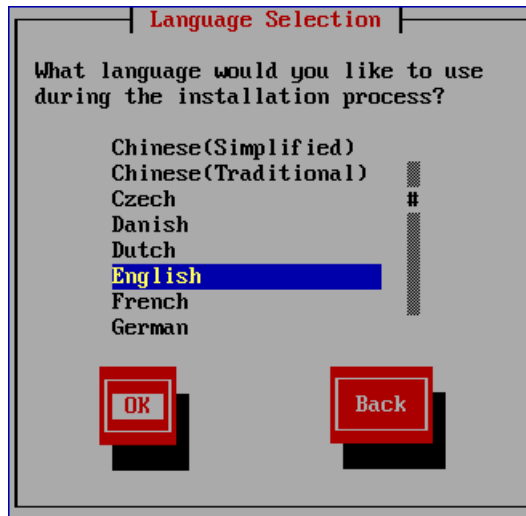 Language Selection
What language would you like to use
during the installation process?
Chinese(Simplified)
Chinese(Traditional)
Czech
#
Danish
Dutch
English
French
German
OK Back